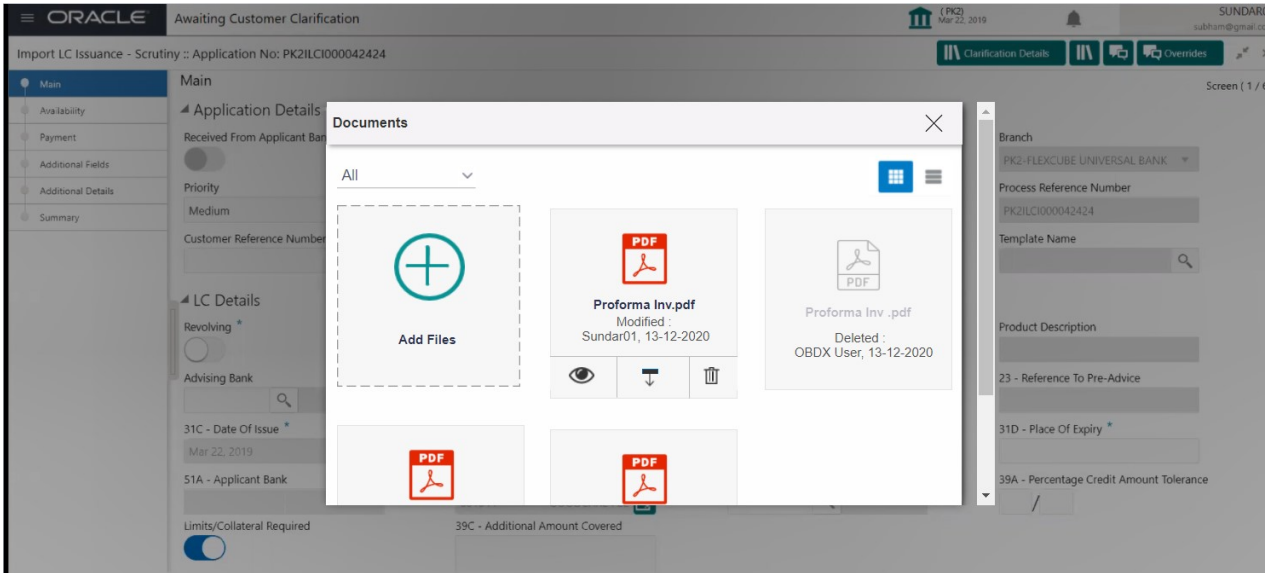 ORACLE
Awaiting Customer Clarification
( PK2)
Mar 22, 2019
Import LC Issuance - Scrutiny :: Application No: PK2ILCI000042424
Clarification Details
Overrides
Main
Availability
Payment
Additional Fields
Additional Details
Summary
Main
Screen ( 1 /
Application Details
Received From Applicant
Priority
Medium
Customer Reference Number
LC Details
Revolving *
Advising Bank
31C - Date Of Issue *
Mar 22, 2019
51A - Applicant Bank
Limits/Collateral Required
39C - Additional Amount Covered
Documents
All
Add Files
PDF
Proforma Inv.pdf
Modified :
Sundar01, 13-12-2020
PDF
Proforma Inv .pdf
Deleted :
OBDX User, 13-12-2020
PDF
PDF
Branch
PK2-FLEXCUBE UNIVERSAL BANK
Process Reference Number
PK2ILCI000042424
Template Name
Product Description
23 - Reference To Pre-Advice
31D - Place Of Expiry *
39A - Percentage Credit Amount Tolerance
/